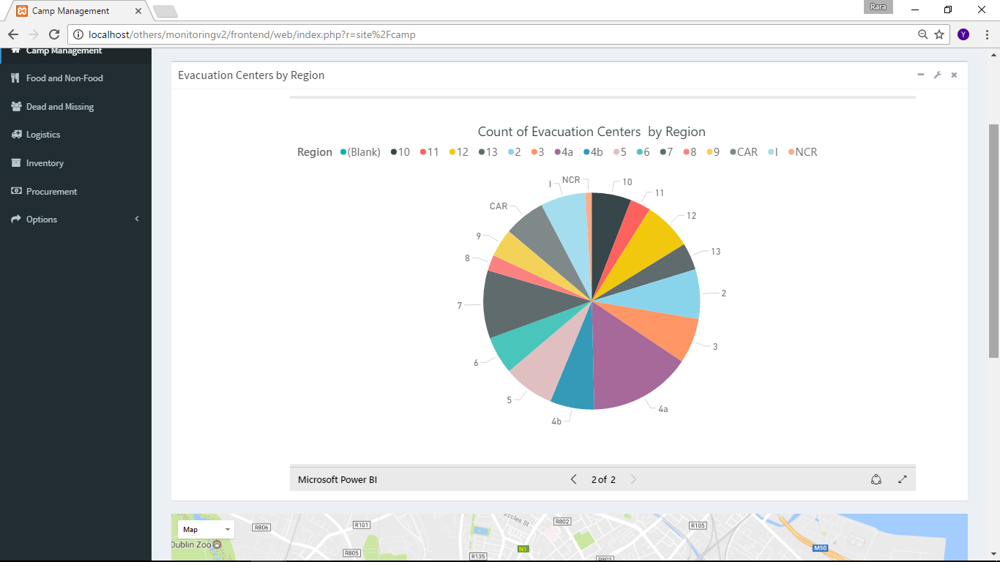 Camp Management
Rara
localhost/others/monitoringv2/frontend/web/index.php?r=site%2Fcamp
Y
Camp Management
Food and Non-Food
Dead and Missing
Logistics
Inventory
Procurement
Options
Evacuation Centers by Region
Count of Evacuation Centers by Region
Region (Blank) 10 11 12 13 2 3 4a 4b 5 6 7 8 9 CAR I NCR
NCR
10
I
11
CAR
12
9
13
8
2
7
3
6
5
4a
4b
Microsoft Power BI
2 of 2
Map
R806
R101
Eccles St
R802
R105
Dublin Zoo
R805
R135
N1
R803
M50